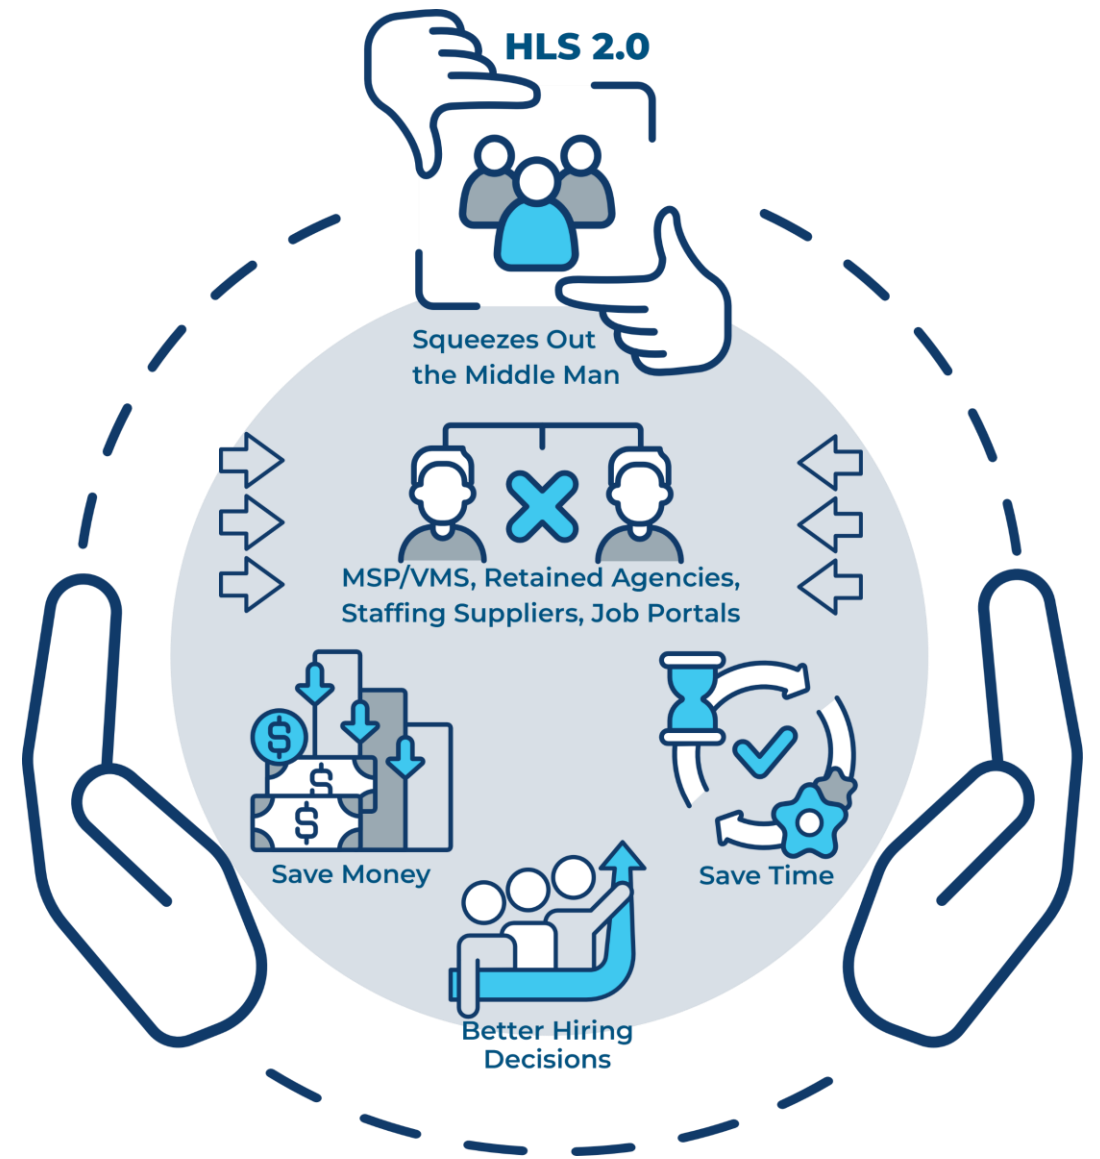 HLS 2.0
Squeezes Out
the Middle Man
MSP/VMS, Retained Agencies,
Staffing Suppliers, Job Portals
$
$
$
Save Money
Save Time
Better Hiring
Decisions